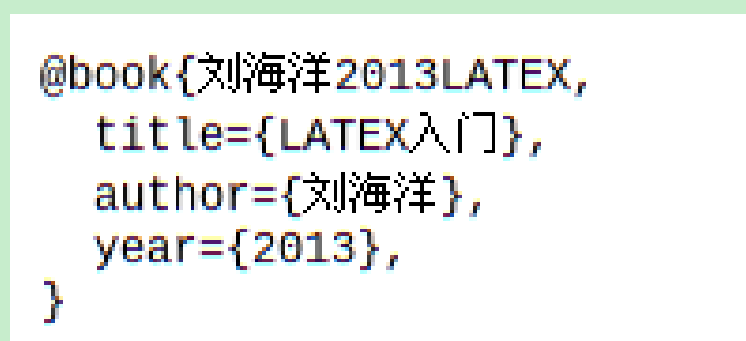 @book{刘海洋2013LATEX,
title={LATEX入门},
author={刘海洋},
year={2013},
}